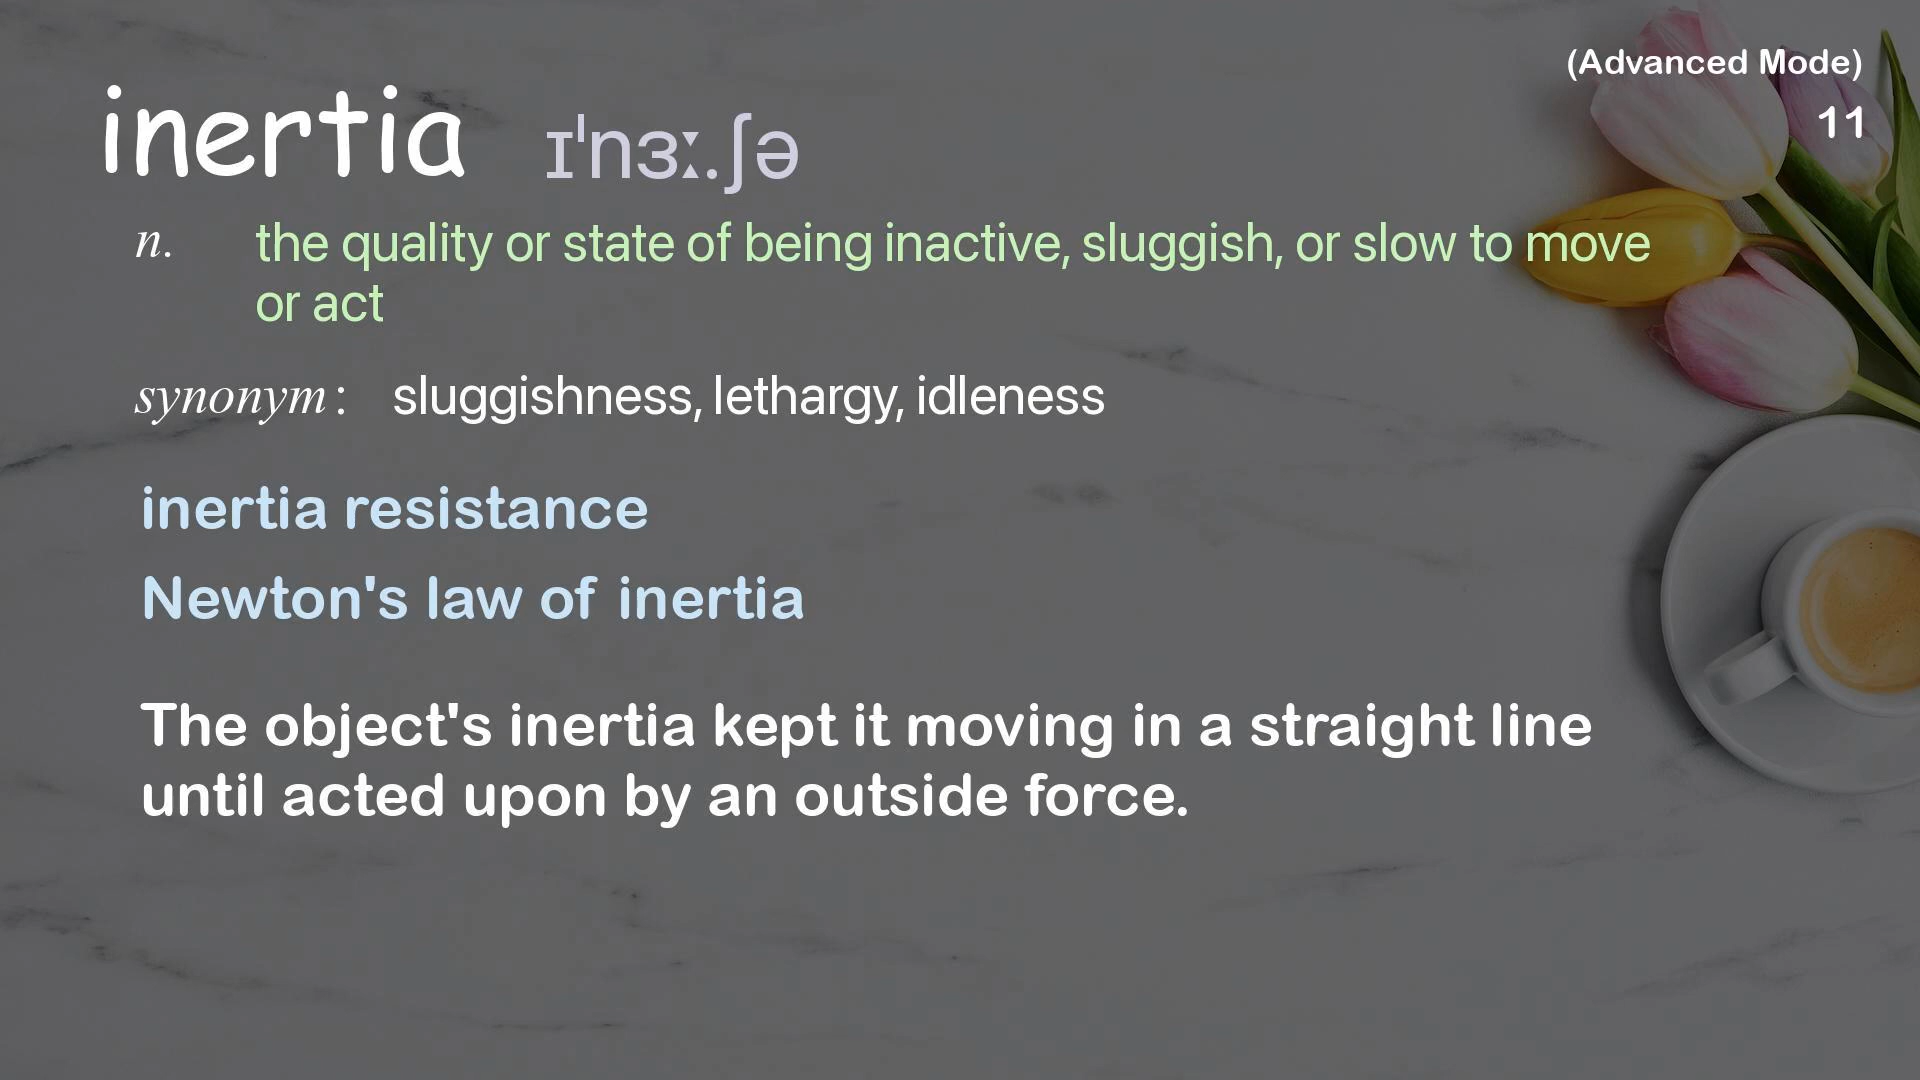 (Advanced Mode)
11
inertia ɪˈnɜː.ʃə
n. the quality or state of being inactive, sluggish, or slow to move
or act
synonym : sluggishness, lethargy, idleness
inertia resistance
Newton's law of inertia
The object's inertia kept it moving in a straight line
until acted upon by an outside force.